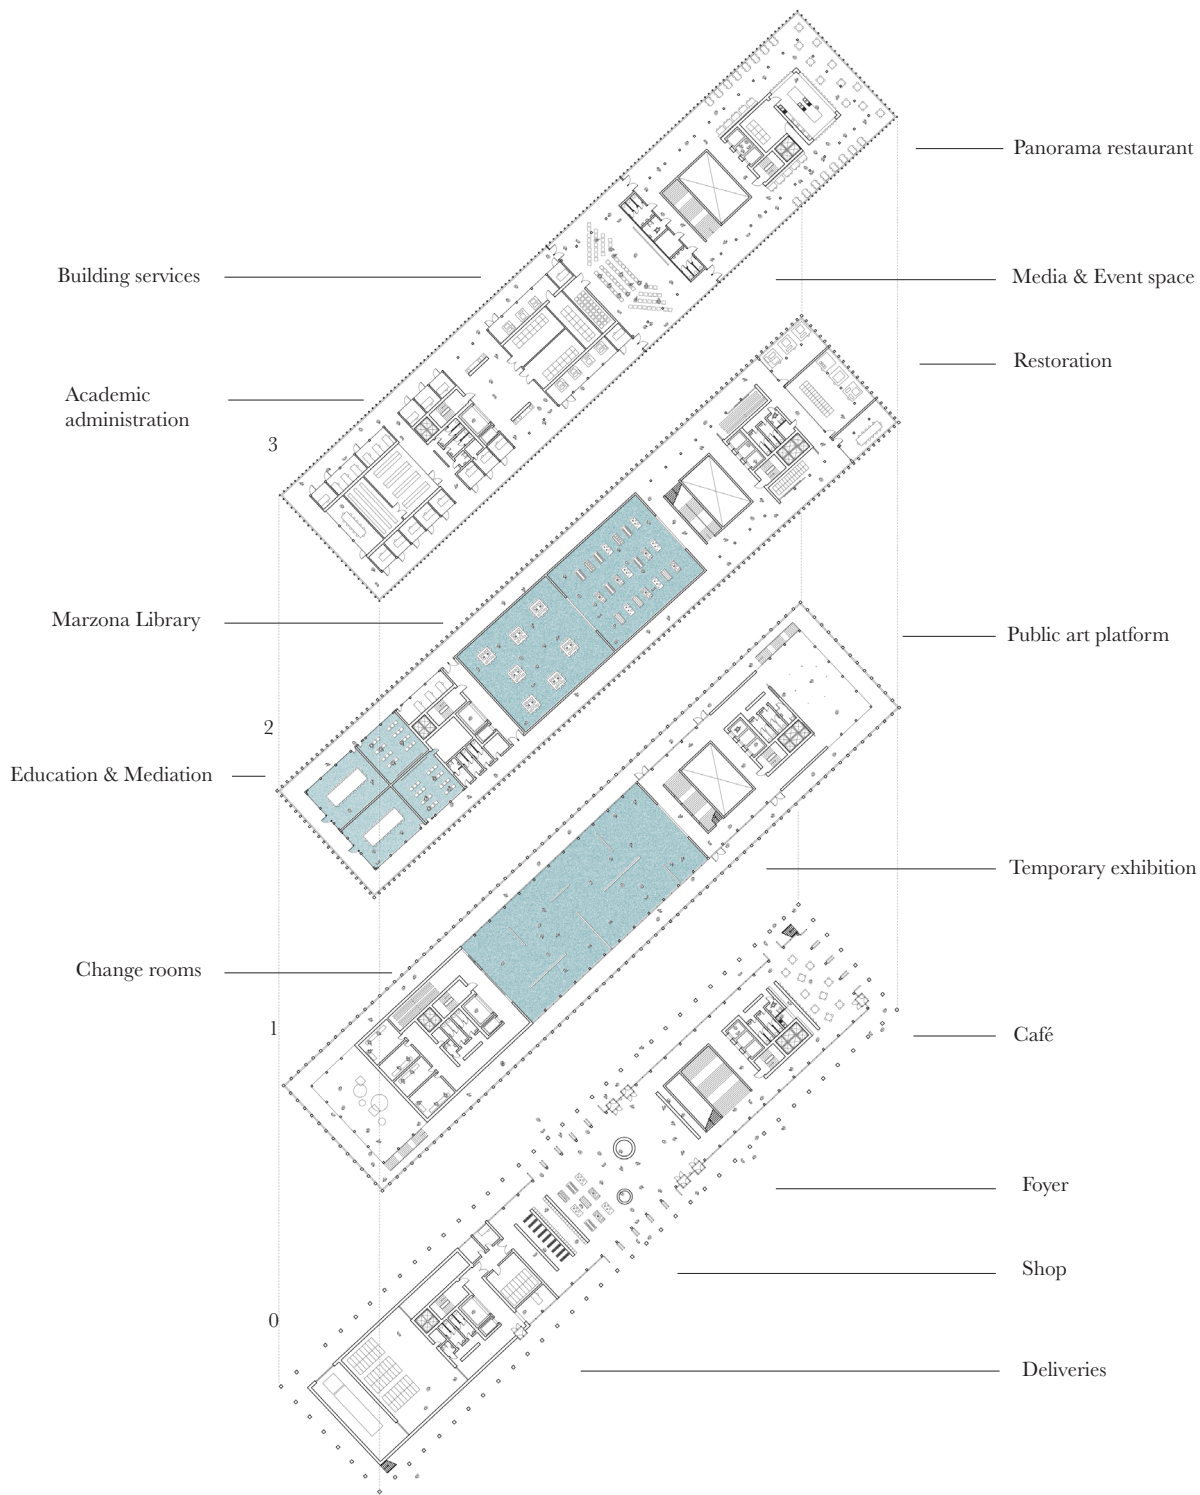 Panorama restaurant
Building services
Media & Event space
Restoration
Academic
administration
3
Marzona Library
Public art platform
2
Education & Mediation
Temporary exhibition
Change rooms
1
Café
Foyer
Shop
0
Deliveries